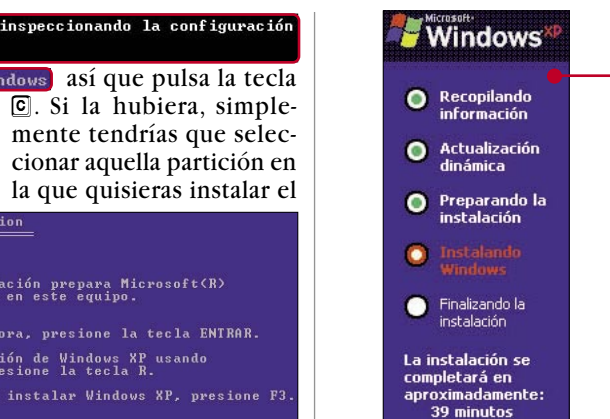 inspeccionando la configuración
ndows así que pulsa la tecla
C. Si la hubiera, simple-
mente tendrías que selec-
cionar aquella partición en
la que quisieras instalar el
ion
ación prepara Microsoft(R)
en este equipo.
ora, presione la tecla ENTRAR.
ión de Windows XP usando
esione la tecla R.
instalar Windows XP, presione F3.
Microsoft
Windows XP
Recopilando
información
Actualización
dinámica
Preparando la
instalación
Instalando
Windows
Finalizando la
instalación
La instalación se
completará en
aproximadamente:
39 minutos